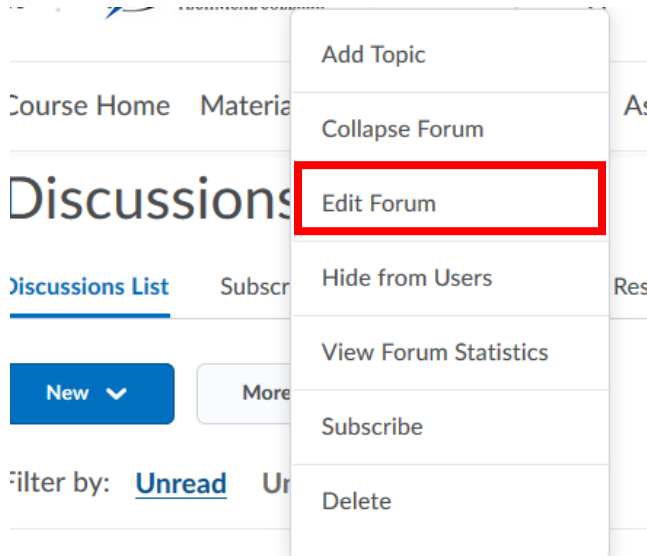 Add Topic
Course Home Materia
Collapse Forum
Discussions
Edit Forum
Discussions List Subscr
Hide from Users
Res
View Forum Statistics
New More
Subscribe
Filter by: Unread Un
Delete